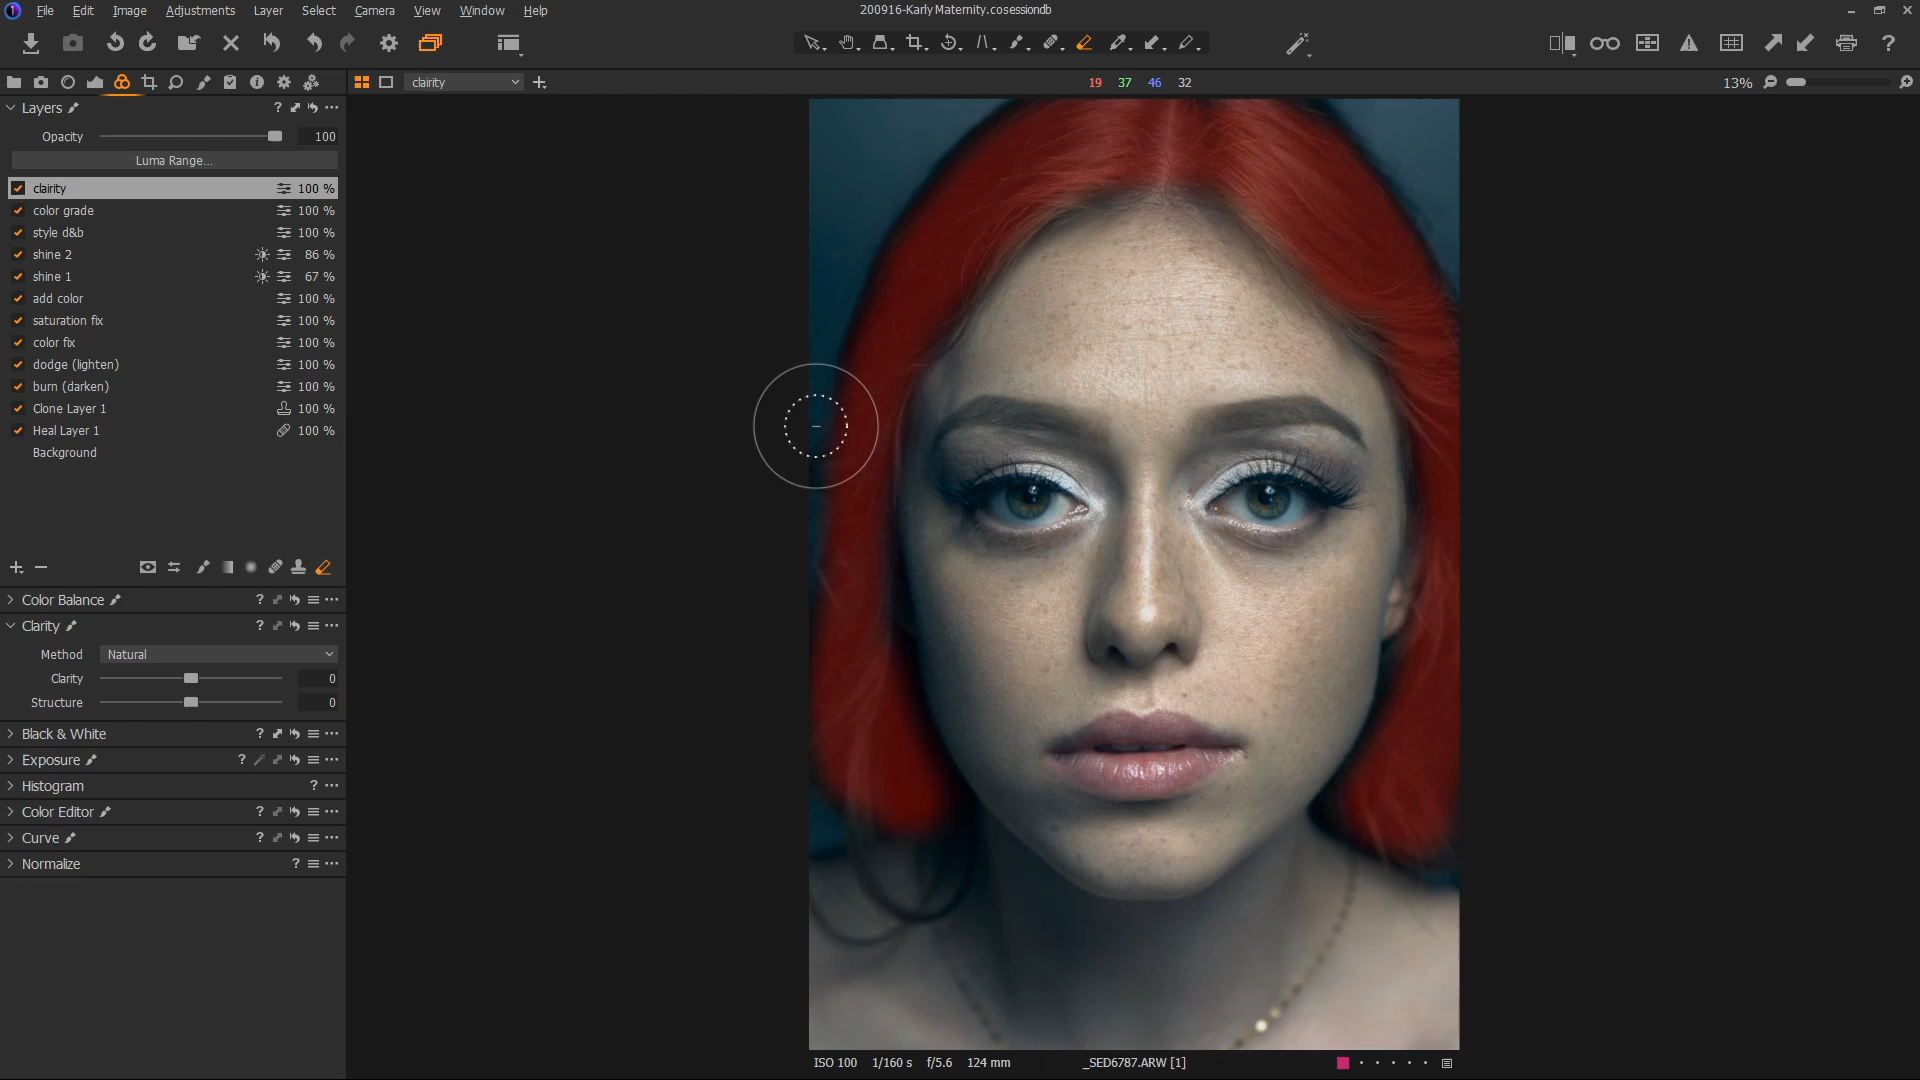 File Edit Image Adjustments Layer Select Camera View Window Help
200916-Karly Maternity.cosessiondb
clairity
19 37 46 32
13%
Layers
Opacity 100
Luma Range...
clairity 100 %
color grade 100 %
style d&b 100 %
shine 2 86 %
shine 1 67 %
add color 100 %
saturation fix 100 %
color fix 100 %
dodge (lighten) 100 %
burn (darken) 100 %
Clone Layer 1 100 %
Heal Layer 1 100 %
Background
Color Balance
Clarity
Method Natural
Clarity 0
Structure 0
Black & White
Exposure
Histogram
Color Editor
Curve
Normalize
ISO 100 1/160 s f/5.6 124 mm _SED6787.ARW [1]